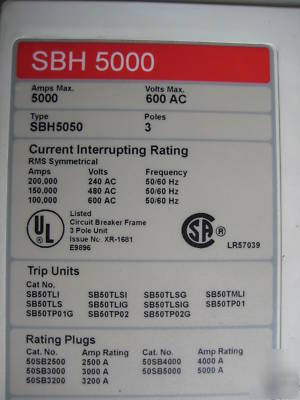 SBH 5000
Amps Max. Volts Max.
5000 600 AC
Type Poles
SBH5050 3
Current Interrupting Rating
RMS Symmetrical
Amps Volts Frequency
200,000 240 AC 50/60 Hz
150,000 480 AC 50/60 Hz
100,000 600 AC 50/60 Hz
UL Listed
Circuit Breaker Frame
3 Pole Unit
Issue No. XR-1681
E9896
SA LR57039
Trip Units
Cat No.
SB50TLI SB50TLSI SB50TLSG SB50TMLI
SB50TLS SB50TLIG SB50TLSIG SB50TP01
SB50TP01G SB50TP02 SB50TP02G
Rating Plugs
Cat. No. Amp Rating Cat. No. Amp Rating
50SB2500 2500 A 50SB4000 4000 A
50SB3000 3000 A 50SB5000 5000 A
50SB3200 3200 A